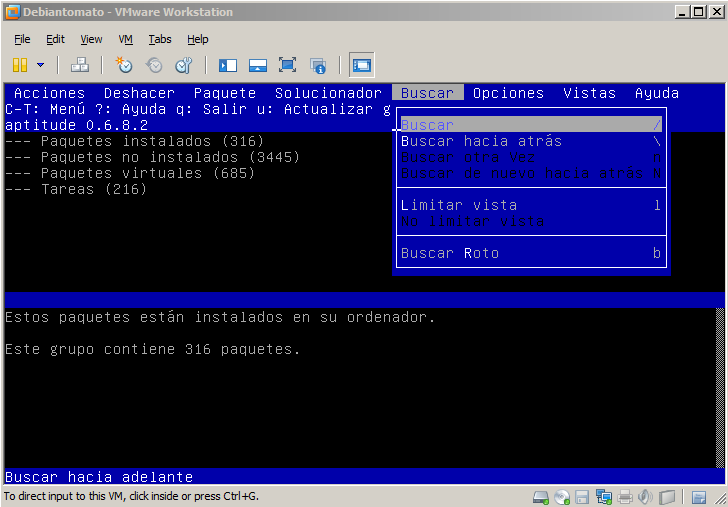 Debiantomato - VMware Workstation
File Edit View VM Tabs Help
Acciones Deshacer Paquete Solucionador Buscar Opciones Vistas Ayuda
C-T: Menú ?: Ayuda q: Salir u: Actualizar g
aptitude 0.6.8.2
--- Paquetes instalados (316)
--- Paquetes no instalados (3445)
--- Paquetes virtuales (685)
--- Tareas (216)
Buscar /
Buscar hacia atrás \
Buscar otra Vez n
Buscar de nuevo hacia atrás N
Limitar vista l
No limitar vista
Buscar Roto b
Estos paquetes están instalados en su ordenador.
Este grupo contiene 316 paquetes.
Buscar hacia adelante
To direct input to this VM, click inside or press Ctrl+G.